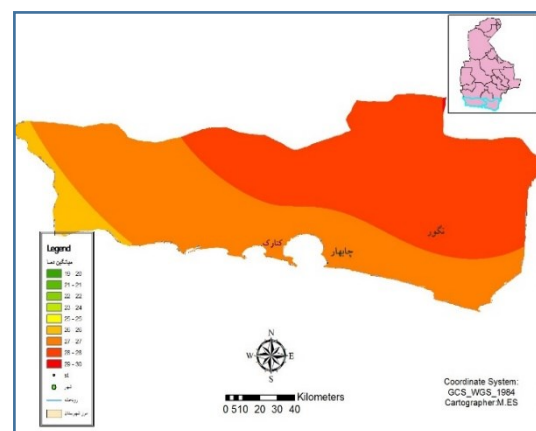 نگور
کنارک
چابهار
Legend
میانگین دما
19 - 20
21 - 21
22 - 22
23 - 24
25 - 25
26 - 26
27 - 27
28 - 28
29 - 30
شهر
رودخانه
مرز شهرستان
N
W E
S
Kilometers
0 5 10 20 30 40
Coordinate System:
GCS_WGS_1984
Cartographer:M.ES